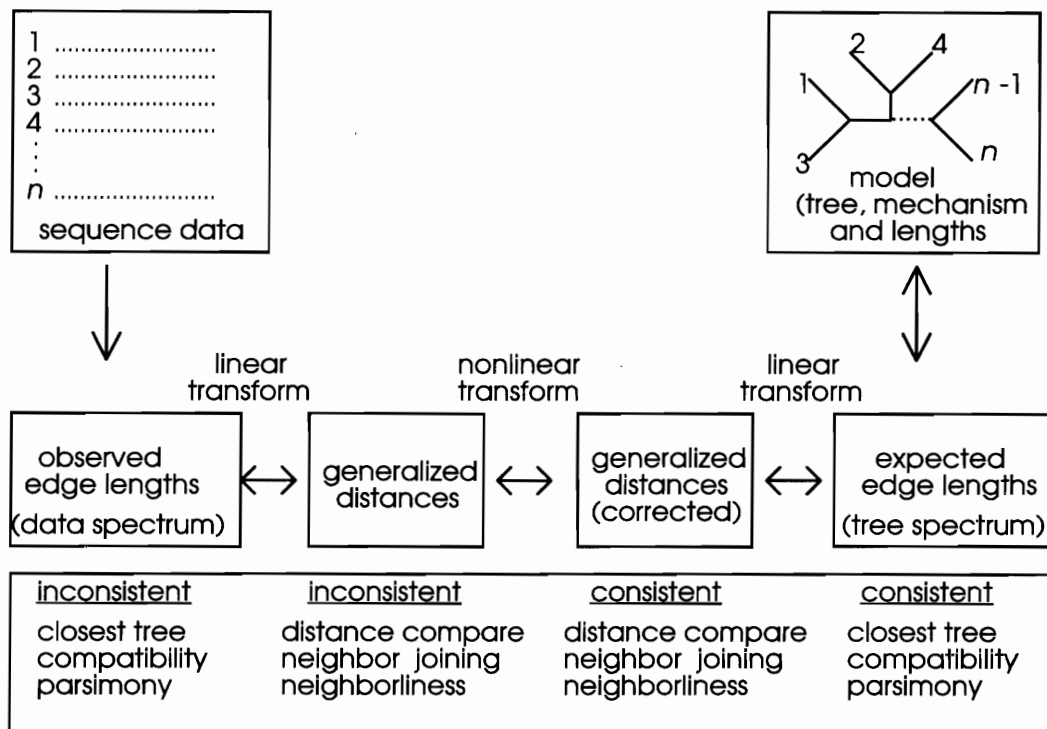 1 ..........................
2 ..........................
3 ..........................
4 ..........................
n ..........................
sequence data
2 4
1 n -1
3 n
model
(tree, mechanism
and lengths
linear
transform
nonlinear
transform
linear
transform
observed
edge lengths
(data spectrum)
generalized
distances
generalized
distances
(corrected)
expected
edge lengths
(tree spectrum)
inconsistent
closest tree
compatibility
parsimony
inconsistent
distance compare
neighbor joining
neighborliness
consistent
distance compare
neighbor joining
neighborliness
consistent
closest tree
compatibility
parsimony